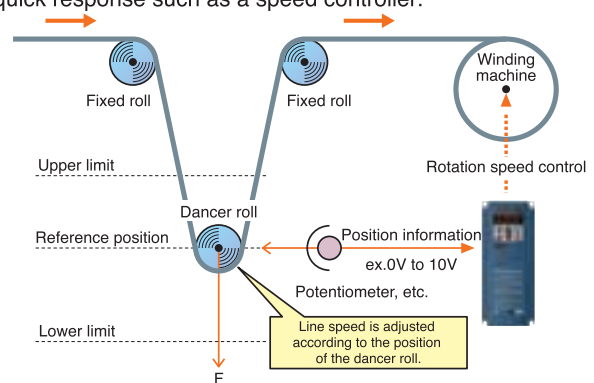 quick response such as a speed controller.
Winding
machine
Fixed roll
Fixed roll
Upper limit
Rotation speed control
Dancer roll
Reference position
Position information
ex.0V to 10V
Potentiometer, etc.
Line speed is adjusted
according to the position
of the dancer roll.
Lower limit
F